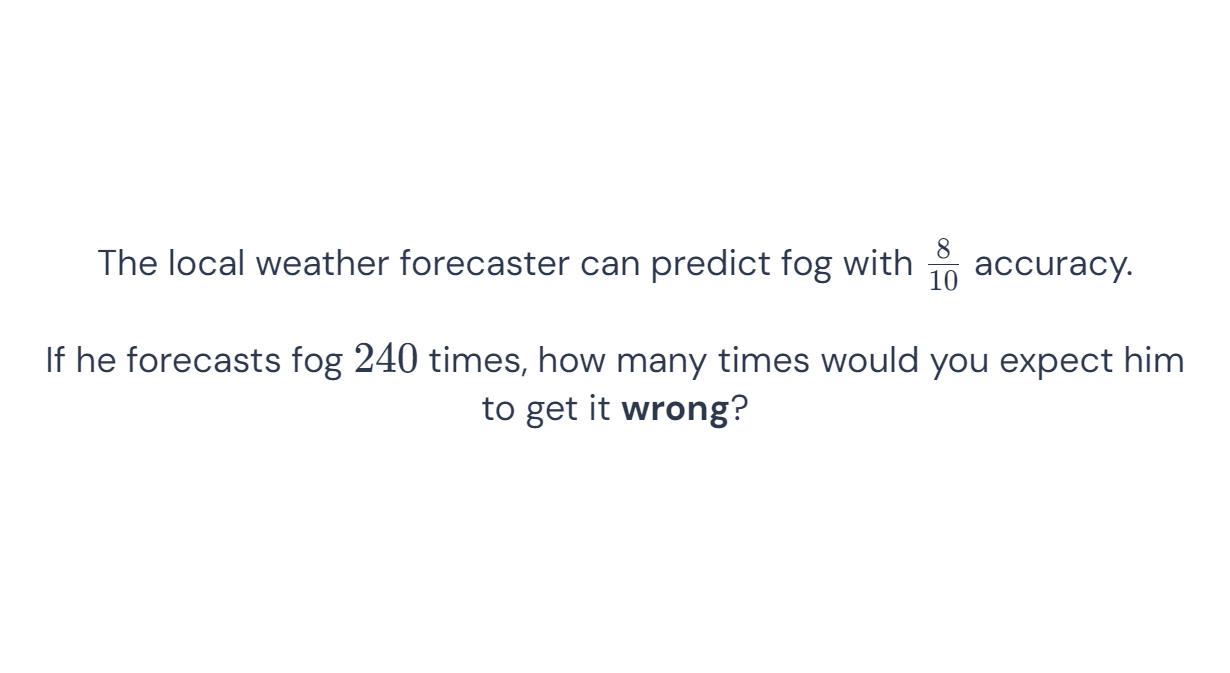 The local weather forecaster can predict fog with 8/10 accuracy.
If he forecasts fog 240 times, how many times would you expect him
to get it wrong?